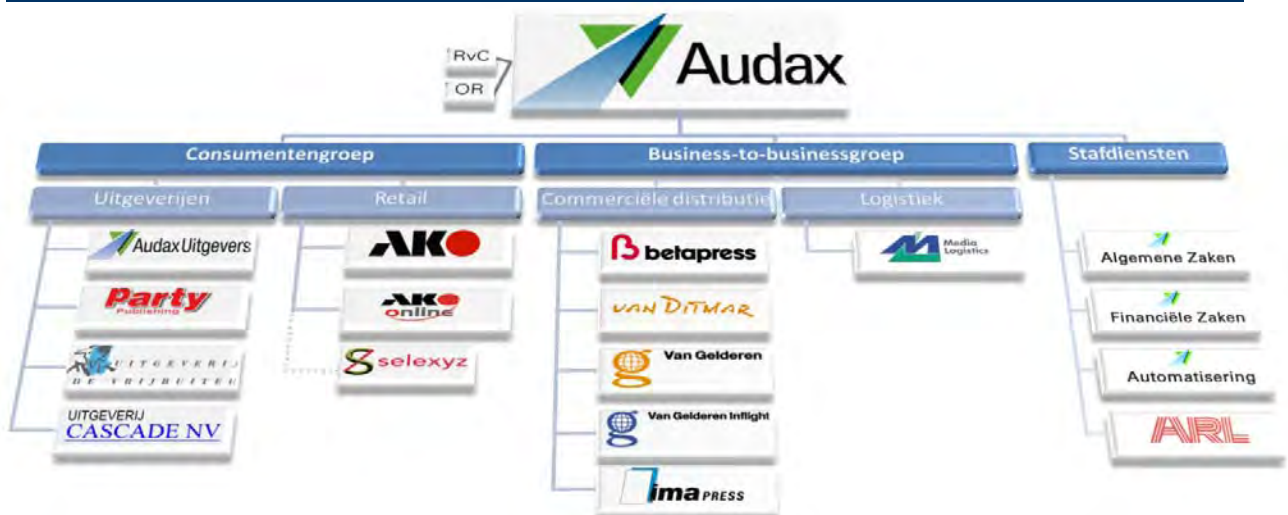 RvC
OR
Audax
Consumentengroep
Business-to-businessgroep
Stafdiensten
Uitgeverijen
Retail
Commerciële distributie
Logistiek
Audax Uitgevers
Party
Publishing
UITGEVERIJ
DE VRIJBUITER
UITGEVERIJ
CASCADE NV
AKO
AKO
online
selexyz
betapress
VAN DITMAR
Van Gelderen
Van Gelderen Inflight
ima PRESS
Media
Logistics
Algemene Zaken
Financiële Zaken
Automatisering
ARL